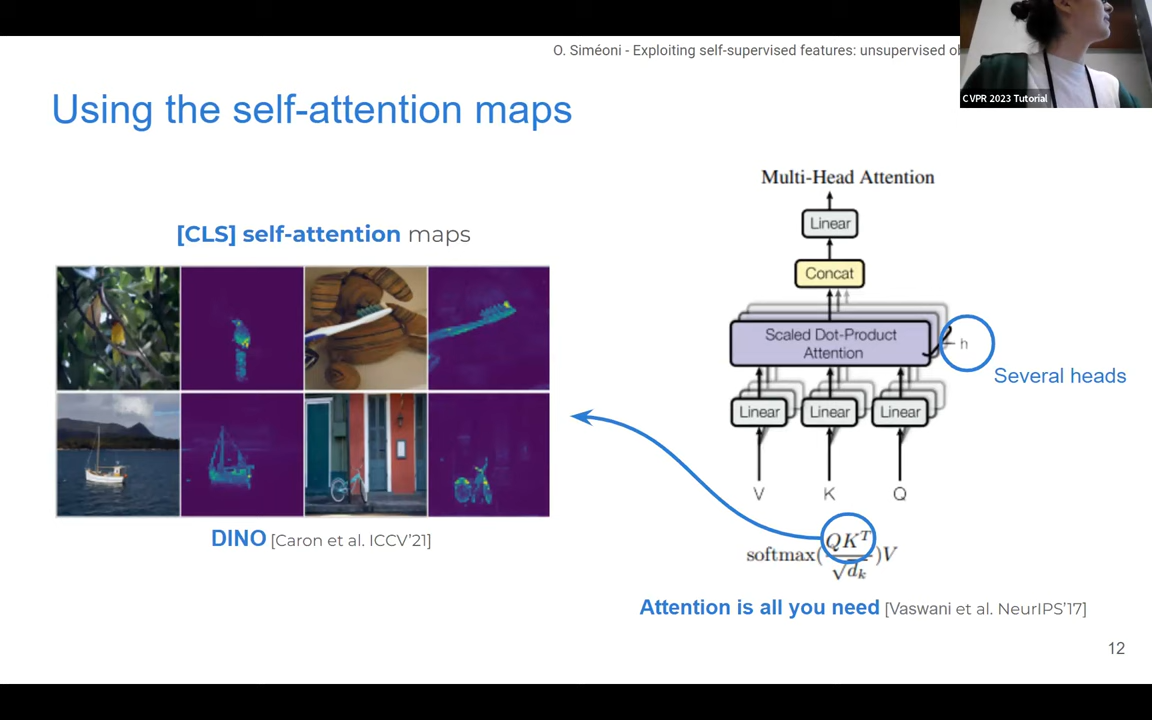 O. Siméoni - Exploiting self-supervised features: unsupervised
CVPR 2023 Tutorial
Using the self-attention maps
[CLS] self-attention maps
DINO [Caron et al. ICCV'21]
Multi-Head Attention
Linear
Concat
Scaled Dot-Product
Attention
h
Several heads
Linear Linear Linear
V K Q
softmax(QK^T/√d_k)V
Attention is all you need [Vaswani et al. NeurIPS'17]
12